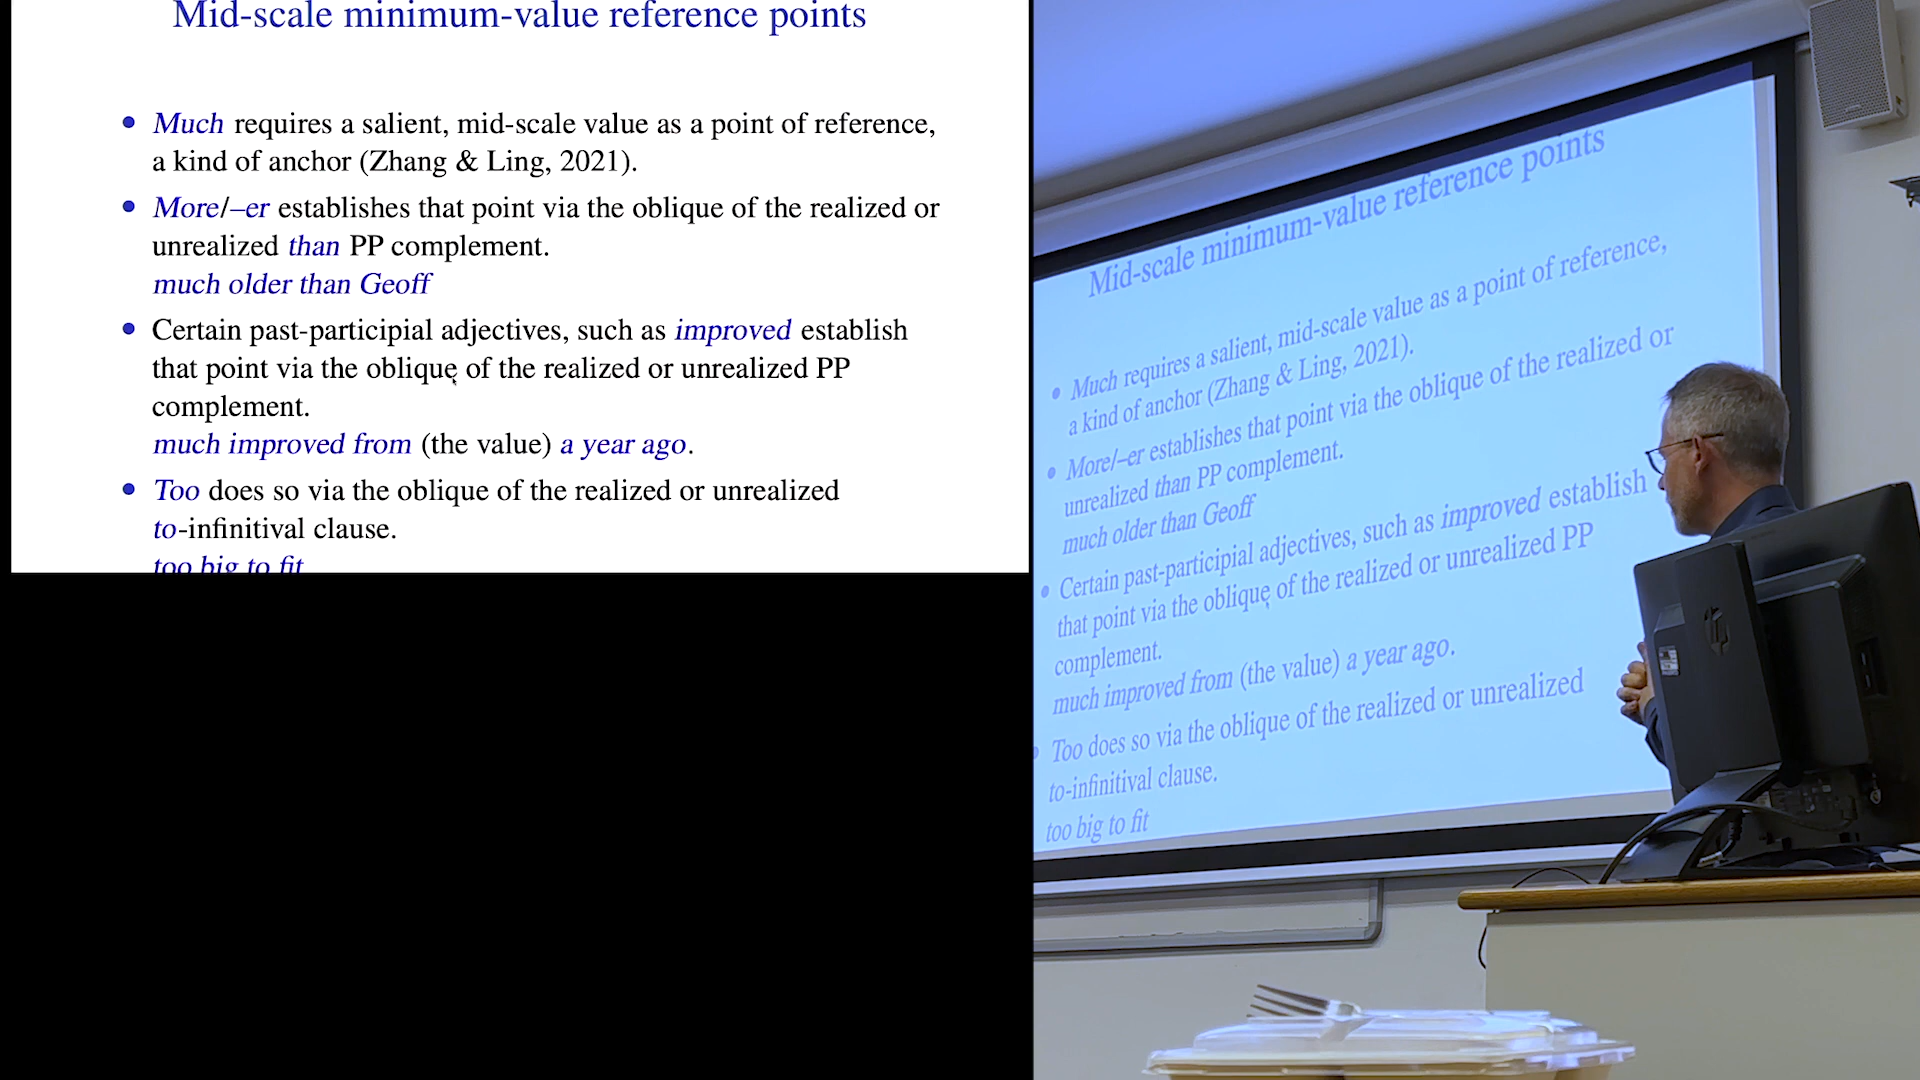 Mid-scale minimum-value reference points
• Much requires a salient, mid-scale value as a point of reference,
a kind of anchor (Zhang & Ling, 2021).
• More/–er establishes that point via the oblique of the realized or
unrealized than PP complement.
much older than Geoff
• Certain past-participial adjectives, such as improved establish
that point via the oblique of the realized or unrealized PP
complement.
much improved from (the value) a year ago.
• Too does so via the oblique of the realized or unrealized
to-infinitival clause.
too big to fit
Mid-scale minimum-value reference points
• Much requires a salient, mid-scale value as a point of reference,
a kind of anchor (Zhang & Ling, 2021).
• More/–er establishes that point via the oblique of the realized or
unrealized than PP complement.
much older than Geoff
• Certain past-participial adjectives, such as improved establish
that point via the oblique of the realized or unrealized PP
complement.
much improved from (the value) a year ago.
• Too does so via the oblique of the realized or unrealized
to-infinitival clause.
too big to fit
hp